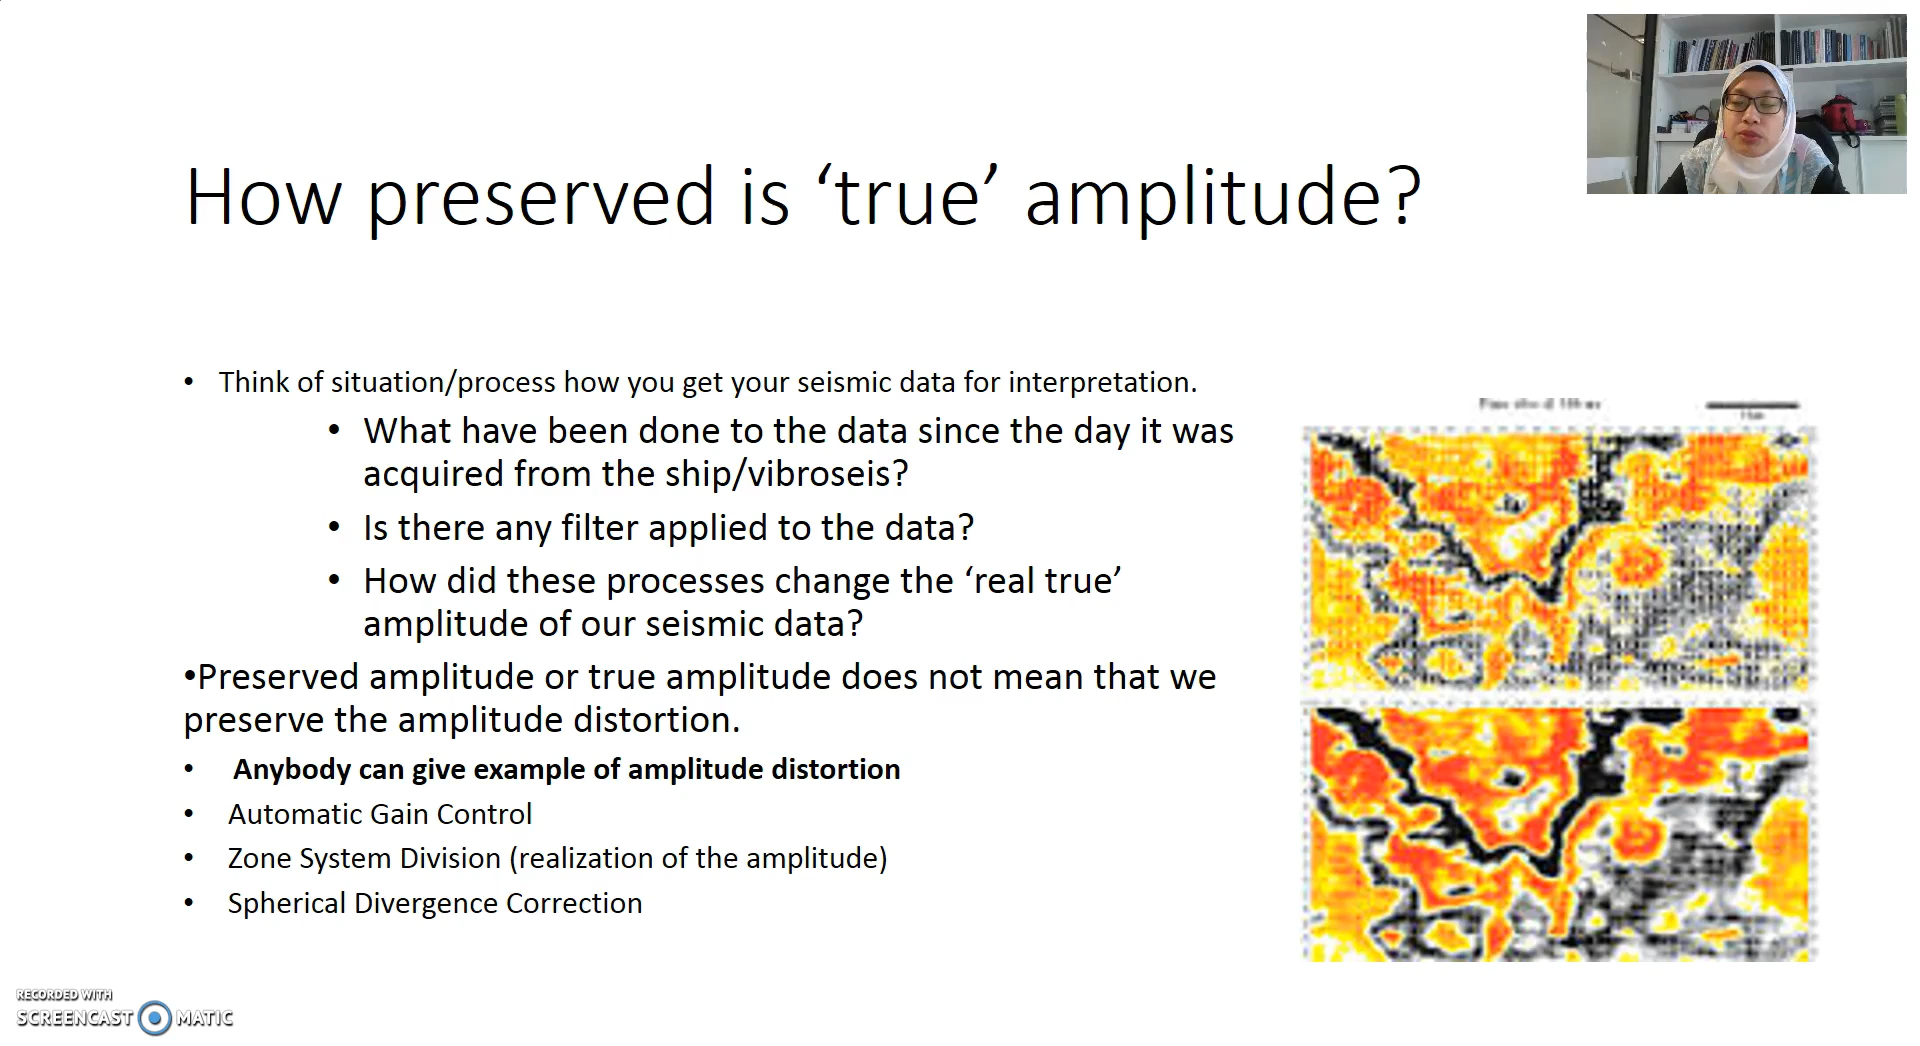 How preserved is ‘true’ amplitude?
• Think of situation/process how you get your seismic data for interpretation.
• What have been done to the data since the day it was
acquired from the ship/vibroseis?
• Is there any filter applied to the data?
• How did these processes change the ‘real true’
amplitude of our seismic data?
•Preserved amplitude or true amplitude does not mean that we
preserve the amplitude distortion.
• Anybody can give example of amplitude distortion
• Automatic Gain Control
• Zone System Division (realization of the amplitude)
• Spherical Divergence Correction
RECORDED WITH
SCREENCAST MATIC